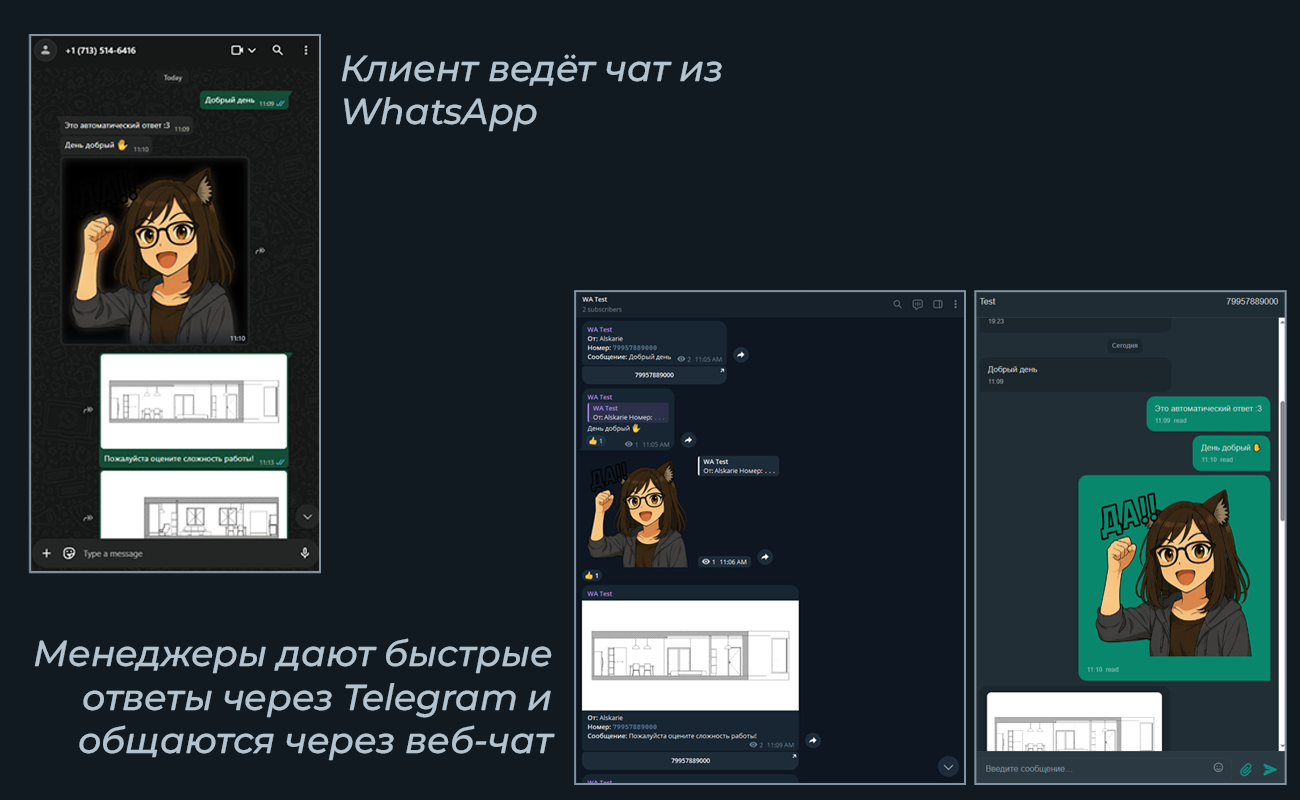 +1 (713) 514-6416
Today
Добрый день 11:09
Это автоматический ответ :3 11:09
День добрый ✋ 11:10
ДА!!
11:10
Пожалуйста оцените сложность работы! 11:13
Type a message
Клиент ведёт чат из
WhatsApp
Менеджеры дают быстрые
ответы через Telegram и
общаются через веб-чат
WA Test
2 subscribers
WA Test
От: Alskarie
Номер: 79957889000
Сообщение: Добрый день 2 11:05 AM
79957889000
WA Test
WA Test
От: Alskarie Номер: . . .
День добрый ✋
👍 1 1 11:05 AM
WA Test
От: Alskarie Номер: . . .
ДА!!
1 11:06 AM
👍 1
WA Test
От: Alskarie
Номер: 79957889000
Сообщение: Пожалуйста оцените сложность работы!
2 11:09 AM
79957889000
WA Test
Test 79957889000
19:23
Сегодня
Добрый день
11:09
Это автоматический ответ :3
11:09 read
День добрый ✋
11:10 read
ДА!!
11:10 read
Введите сообщение...